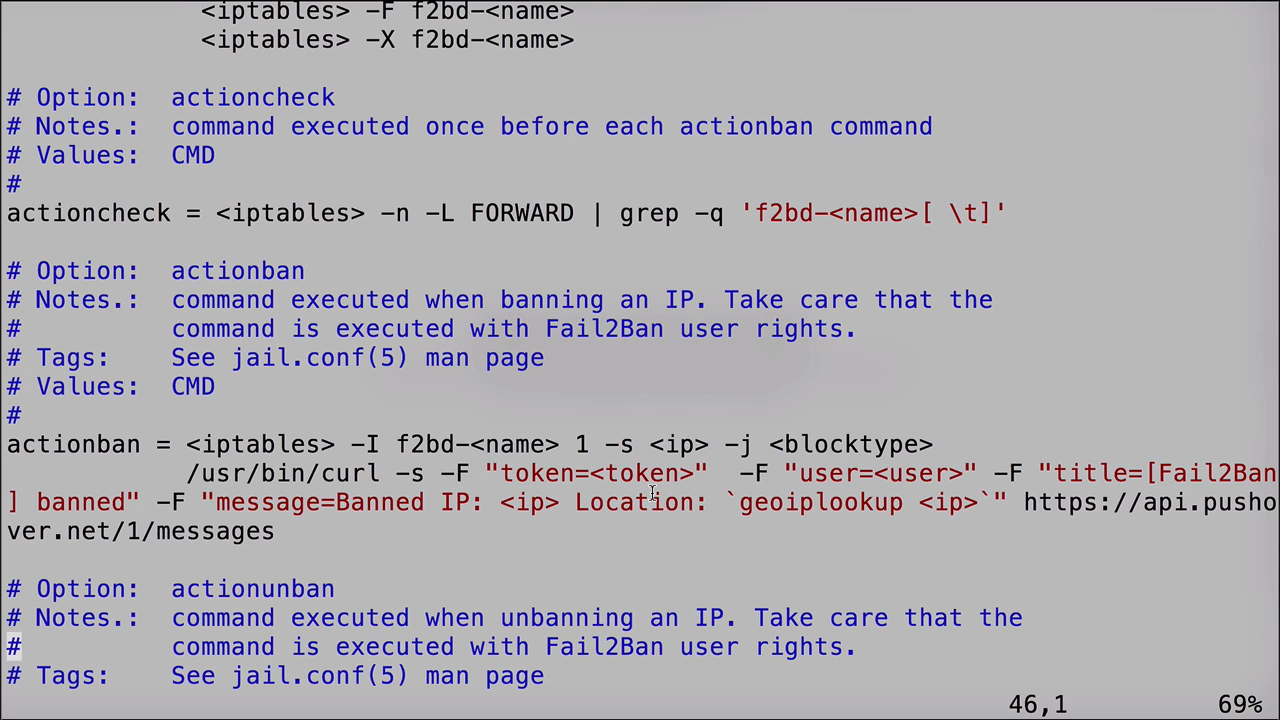 <iptables> -F f2bd-<name>
<iptables> -X f2bd-<name>
# Option:  actioncheck
# Notes.:  command executed once before each actionban command
# Values:  CMD
#
actioncheck = <iptables> -n -L FORWARD | grep -q 'f2bd-<name>[ \t]'
# Option:  actionban
# Notes.:  command executed when banning an IP. Take care that the
#          command is executed with Fail2Ban user rights.
# Tags:    See jail.conf(5) man page
# Values:  CMD
#
actionban = <iptables> -I f2bd-<name> 1 -s <ip> -j <blocktype>
            /usr/bin/curl -s -F "token=<token>"  -F "user=<user>" -F "title=[Fail2Ban
] banned" -F "message=Banned IP: <ip> Location: `geoiplookup <ip>`" https://api.pusho
ver.net/1/messages
# Option:  actionunban
# Notes.:  command executed when unbanning an IP. Take care that the
#          command is executed with Fail2Ban user rights.
# Tags:    See jail.conf(5) man page
46,1          69%